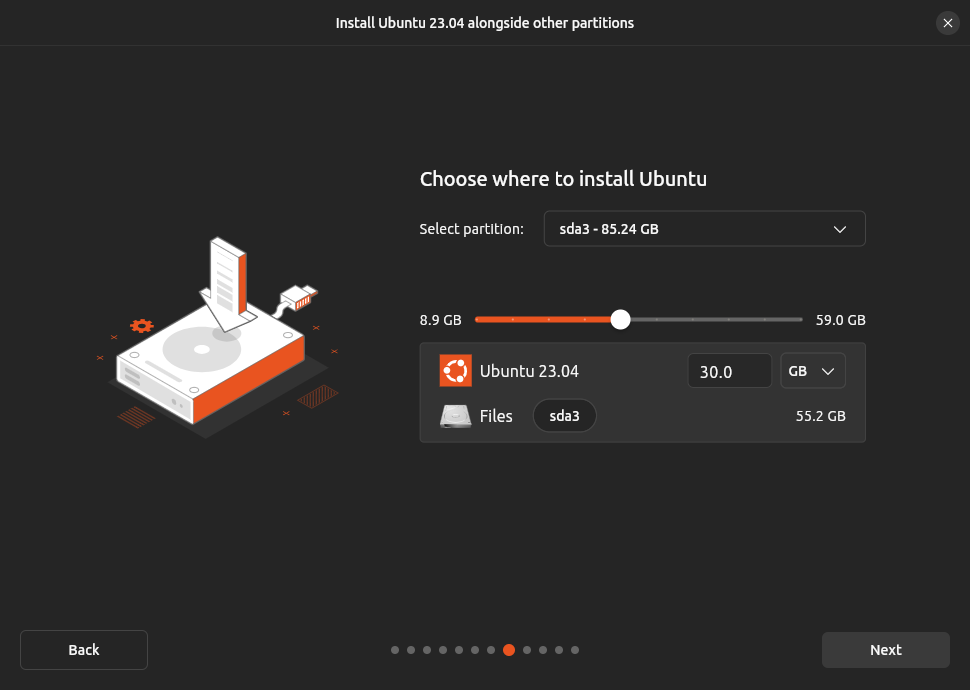 Install Ubuntu 23.04 alongside other partitions
Choose where to install Ubuntu
Select partition: sda3 - 85.24 GB
8.9 GB 59.0 GB
Ubuntu 23.04 30.0 GB
Files sda3 55.2 GB
Back Next